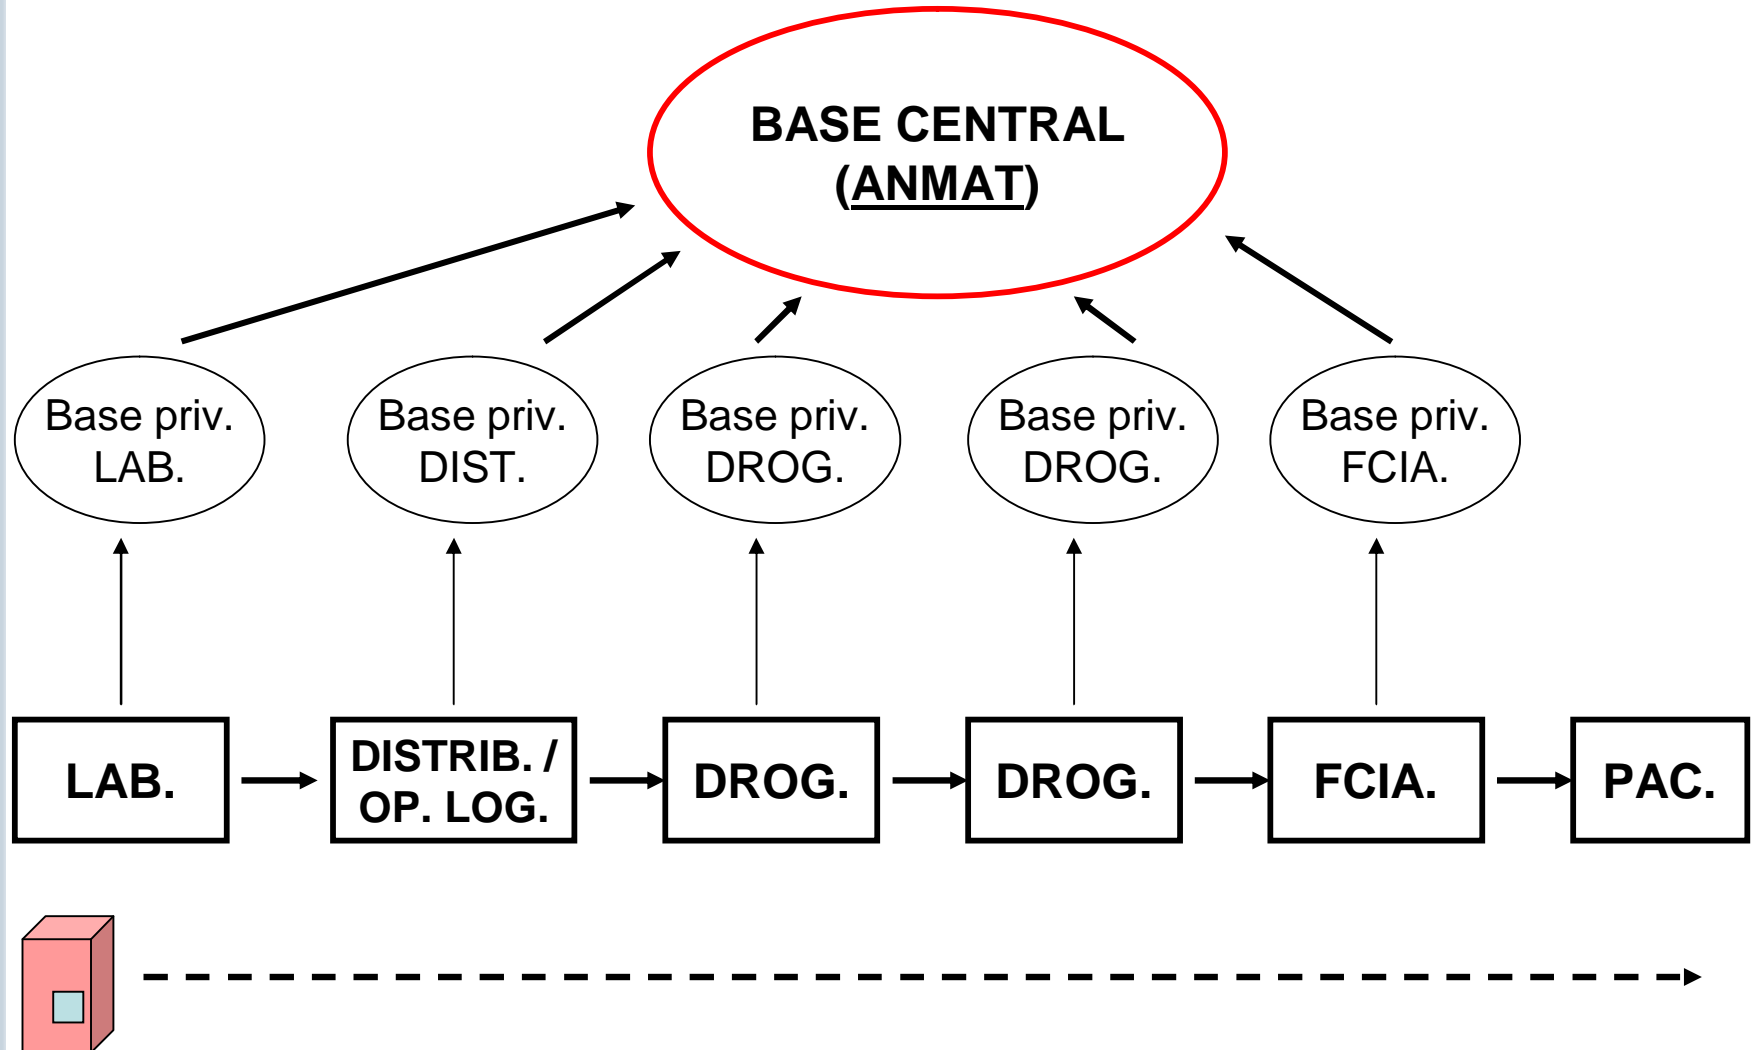 BASE CENTRAL
(ANMAT)
Base priv.
LAB.
Base priv.
DIST.
Base priv.
DROG.
Base priv.
DROG.
Base priv.
FCIA.
LAB.
DISTRIB. /
OP. LOG.
DROG.
DROG.
FCIA.
PAC.